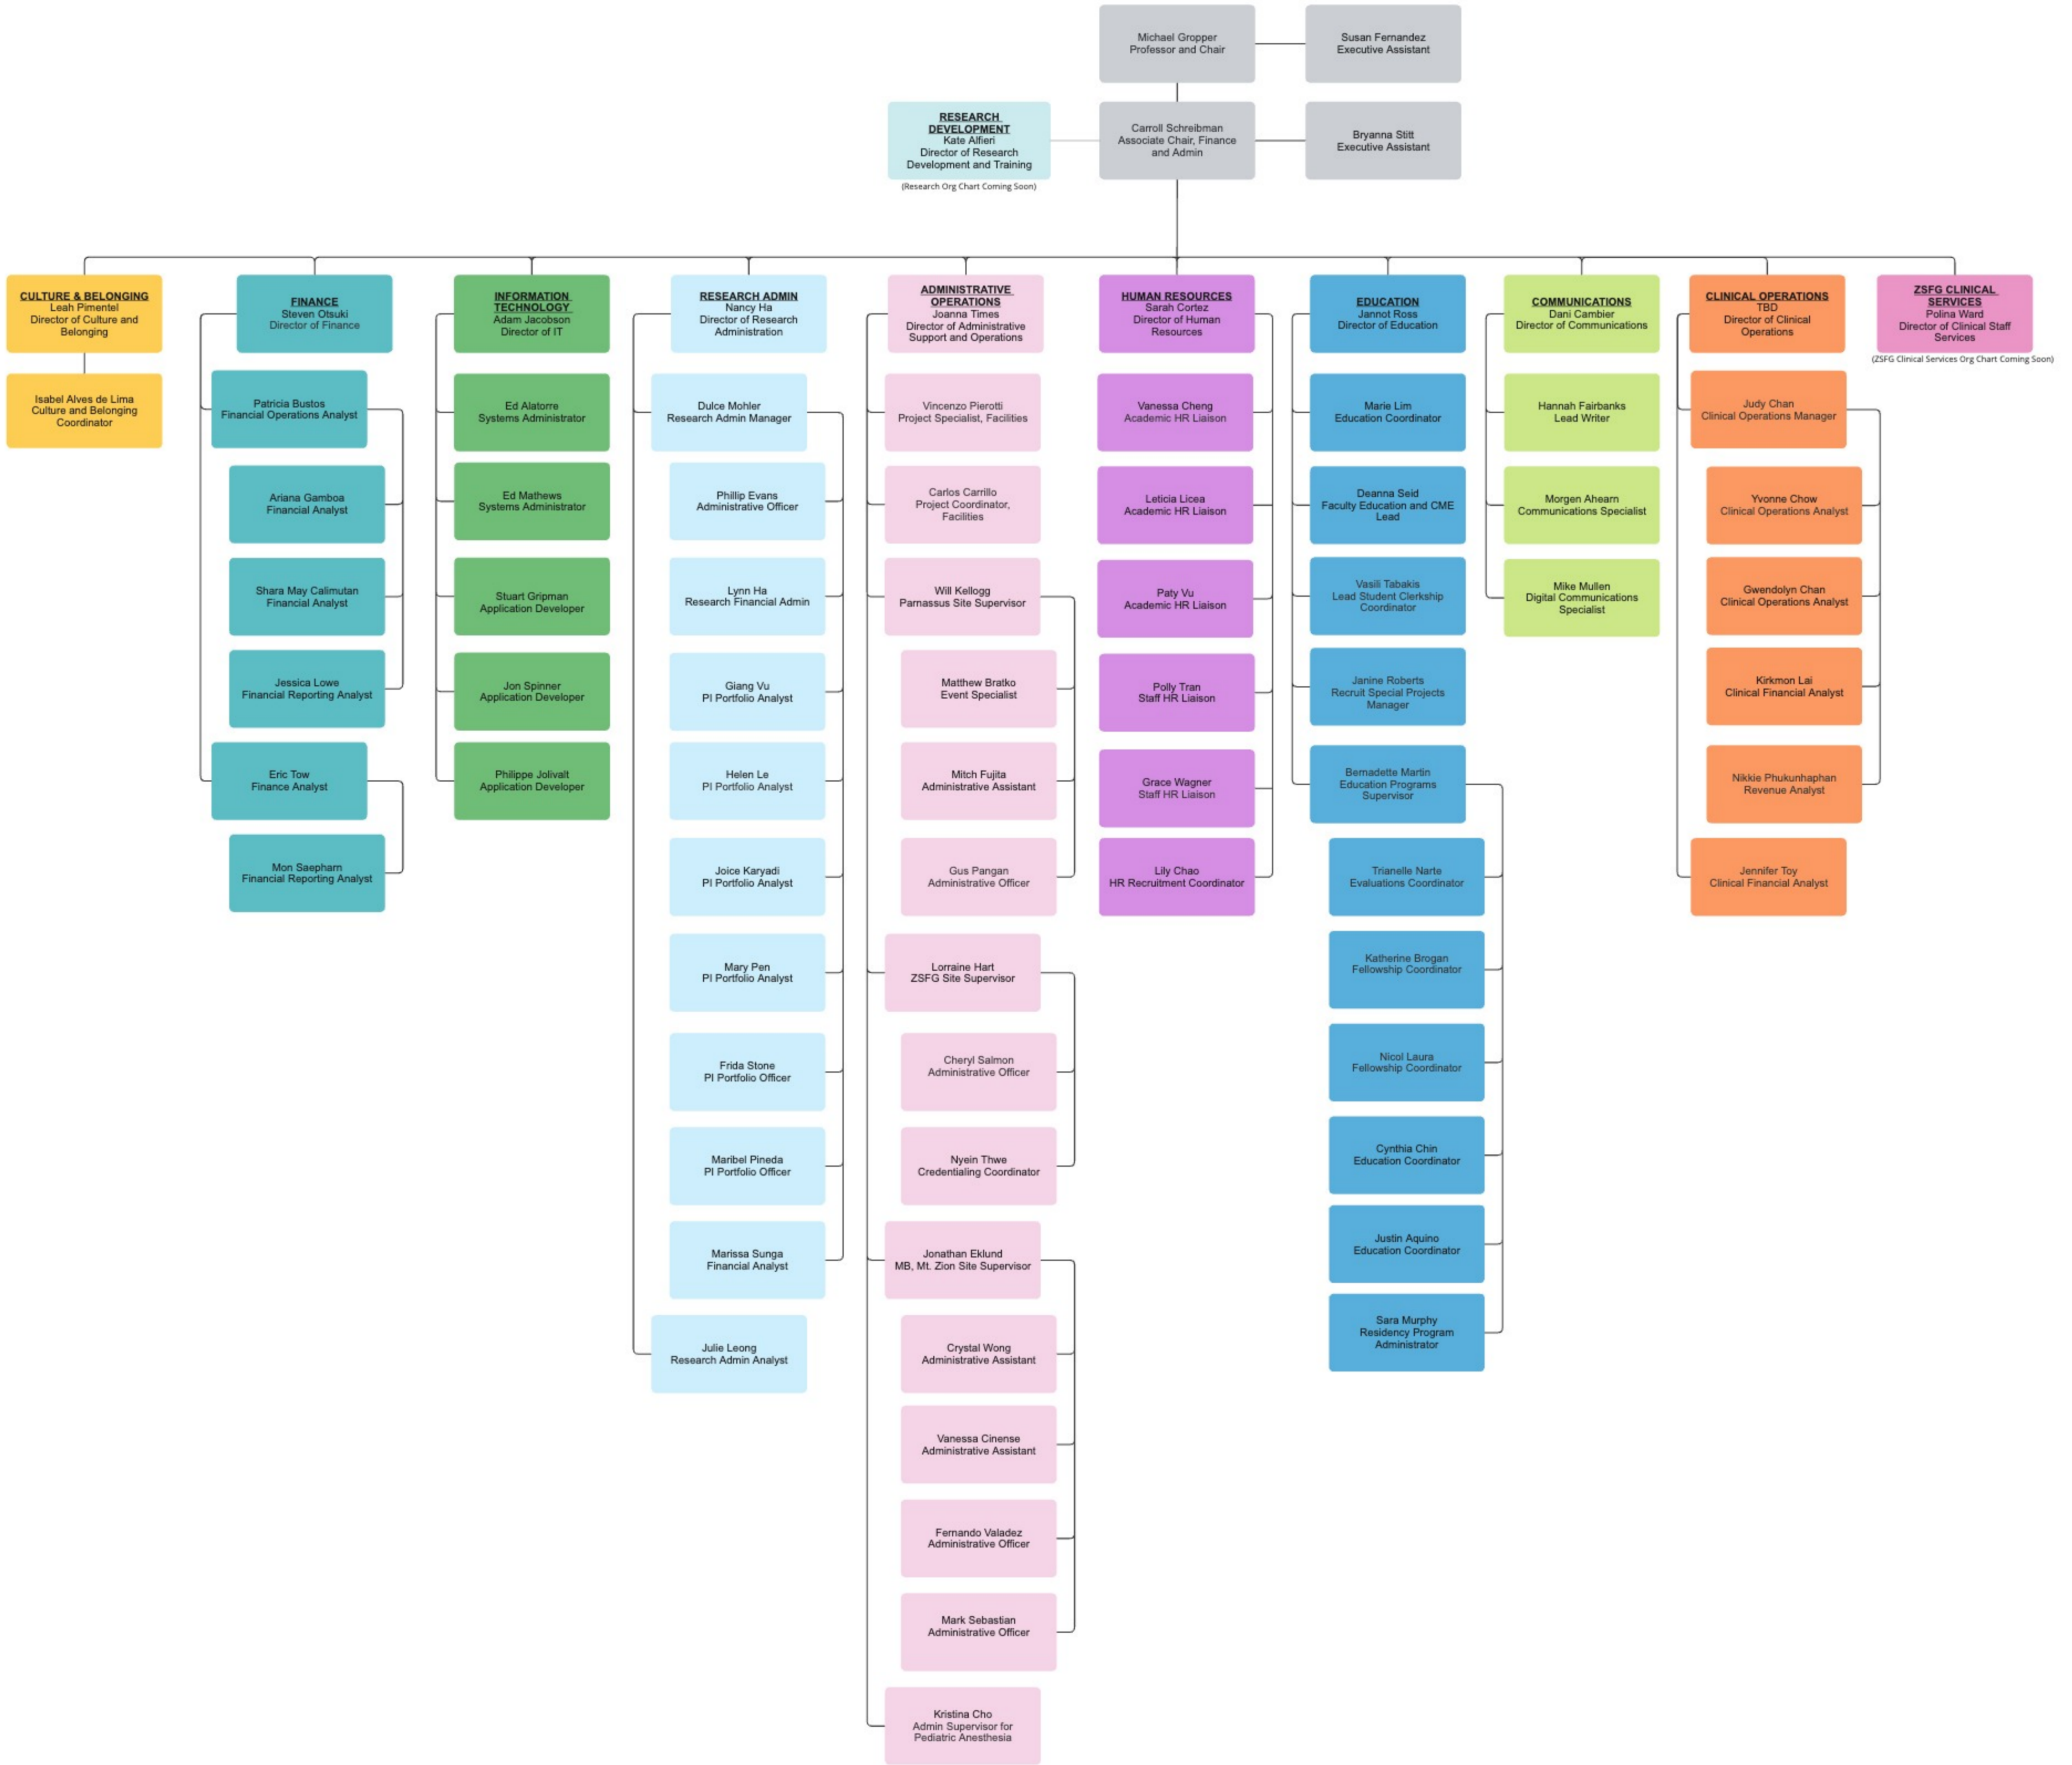 Michael Gropper
Professor and Chair
Susan Fernandez
Executive Assistant
RESEARCH
DEVELOPMENT
Kate Alfieri
Director of Research
Development and Training
(Research Org Chart Coming Soon)
Carroll Schreibman
Associate Chair, Finance
and Admin
Bryanna Stitt
Executive Assistant
CULTURE & BELONGING
Leah Pimentel
Director of Culture and
Belonging
Isabel Alves de Lima
Culture and Belonging
Coordinator
FINANCE
Steven Otsuki
Director of Finance
Patricia Bustos
Financial Operations Analyst
Ariana Gamboa
Financial Analyst
Shara May Calimutan
Financial Analyst
Jessica Lowe
Financial Reporting Analyst
Eric Tow
Finance Analyst
Mon Saepharn
Financial Reporting Analyst
INFORMATION
TECHNOLOGY
Adam Jacobson
Director of IT
Ed Alatorre
Systems Administrator
Ed Mathews
Systems Administrator
Stuart Gripman
Application Developer
Jon Spinner
Application Developer
Philippe Jolivalt
Application Developer
RESEARCH ADMIN
Nancy Ha
Director of Research
Administration
Dulce Mohler
Research Admin Manager
Phillip Evans
Administrative Officer
Lynn Ha
Research Financial Admin
Giang Vu
PI Portfolio Analyst
Helen Le
PI Portfolio Analyst
Joice Karyadi
PI Portfolio Analyst
Mary Pen
PI Portfolio Analyst
Frida Stone
PI Portfolio Officer
Maribel Pineda
PI Portfolio Officer
Marissa Sunga
Financial Analyst
Julie Leong
Research Admin Analyst
ADMINISTRATIVE
OPERATIONS
Joanna Times
Director of Administrative
Support and Operations
Vincenzo Pierotti
Project Specialist, Facilities
Carlos Carrillo
Project Coordinator,
Facilities
Will Kellogg
Parnassus Site Supervisor
Matthew Bratko
Event Specialist
Mitch Fujita
Administrative Assistant
Gus Pangan
Administrative Officer
Lorraine Hart
ZSFG Site Supervisor
Cheryl Salmon
Administrative Officer
Nyein Thwe
Credentialing Coordinator
Jonathan Eklund
MB, Mt. Zion Site Supervisor
Crystal Wong
Administrative Assistant
Vanessa Cinense
Administrative Assistant
Fernando Valadez
Administrative Officer
Mark Sebastian
Administrative Officer
Kristina Cho
Admin Supervisor for
Pediatric Anesthesia
HUMAN RESOURCES
Sarah Cortez
Director of Human
Resources
Vanessa Cheng
Academic HR Liaison
Leticia Licea
Academic HR Liaison
Paty Vu
Academic HR Liaison
Polly Tran
Staff HR Liaison
Grace Wagner
Staff HR Liaison
Lily Chao
HR Recruitment Coordinator
EDUCATION
Jannot Ross
Director of Education
Marie Lim
Education Coordinator
Deanna Seid
Faculty Education and CME
Lead
Vasili Tabakis
Lead Student Clerkship
Coordinator
Janine Roberts
Recruit Special Projects
Manager
Bernadette Martin
Education Programs
Supervisor
Trianelle Narte
Evaluations Coordinator
Katherine Brogan
Fellowship Coordinator
Nicol Laura
Fellowship Coordinator
Cynthia Chin
Education Coordinator
Justin Aquino
Education Coordinator
Sara Murphy
Residency Program
Administrator
COMMUNICATIONS
Dani Cambier
Director of Communications
Hannah Fairbanks
Lead Writer
Morgen Ahearn
Communications Specialist
Mike Mullen
Digital Communications
Specialist
CLINICAL OPERATIONS
TBD
Director of Clinical
Operations
Judy Chan
Clinical Operations Manager
Yvonne Chow
Clinical Operations Analyst
Gwendolyn Chan
Clinical Operations Analyst
Kirkmon Lai
Clinical Financial Analyst
Nikkie Phukunhaphan
Revenue Analyst
Jennifer Toy
Clinical Financial Analyst
ZSFG CLINICAL
SERVICES
Polina Ward
Director of Clinical Staff
Services
(ZSFG Clinical Services Org Chart Coming Soon)